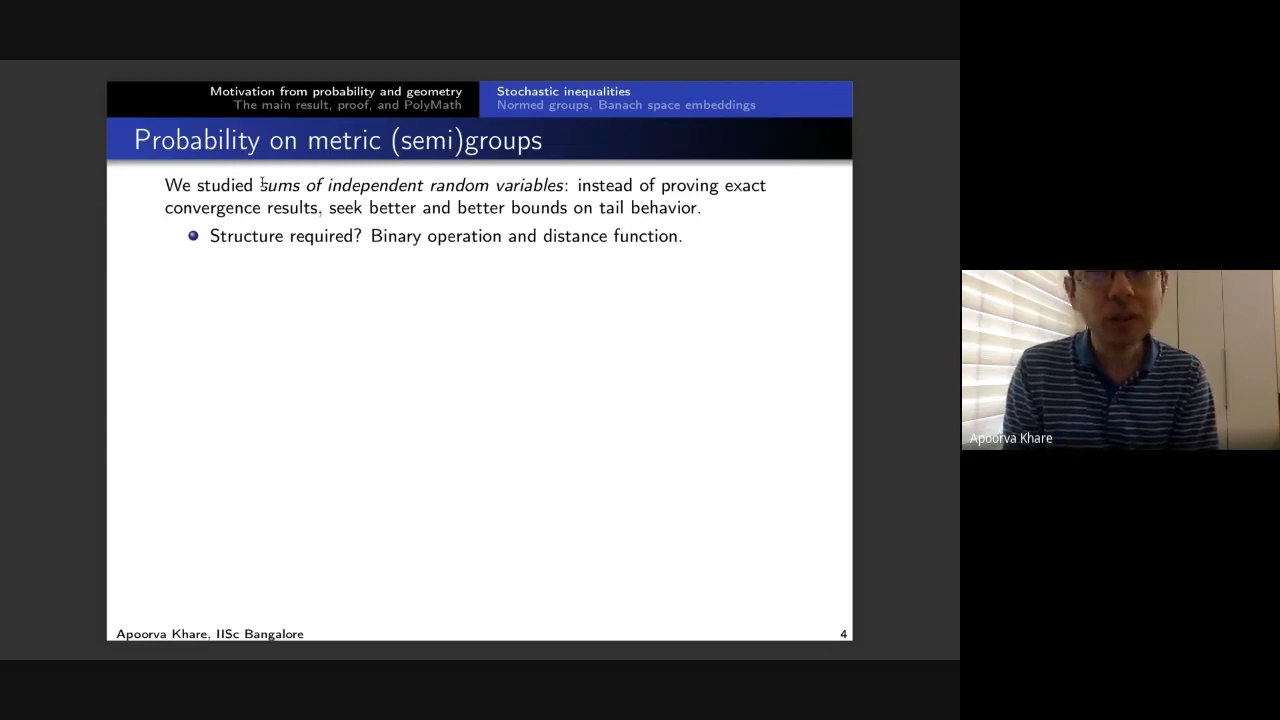 Motivation from probability and geometry
The main result, proof, and PolyMath
Stochastic inequalities
Normed groups, Banach space embeddings
Probability on metric (semi)groups
We studied sums of independent random variables: instead of proving exact
convergence results, seek better and better bounds on tail behavior.
Structure required? Binary operation and distance function.
Apoorva Khare, IISc Bangalore
4
Apoorva Khare